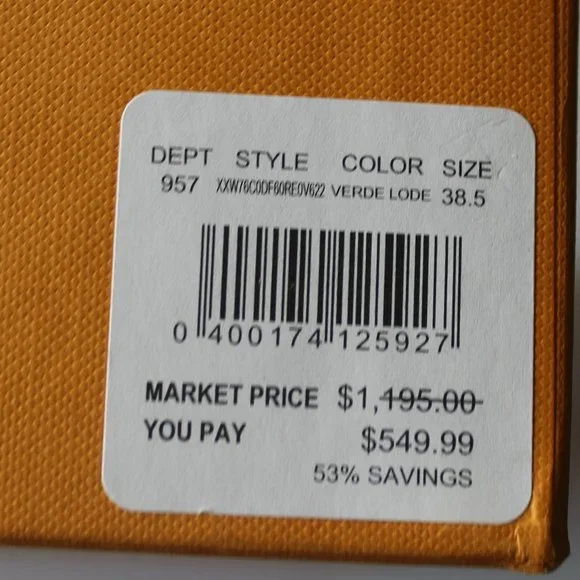 DEPT STYLE COLOR SIZE
957 XXW76C0DF60RE0V622 VERDE LODE 38.5
0 400174 125927
MARKET PRICE $1,195.00
YOU PAY $549.99
53% SAVINGS